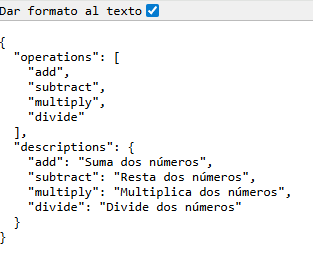 Dar formato al texto
{
  "operations": [
    "add",
    "subtract",
    "multiply",
    "divide"
  ],
  "descriptions": {
    "add": "Suma dos números",
    "subtract": "Resta dos números",
    "multiply": "Multiplica dos números",
    "divide": "Divide dos números"
  }
}